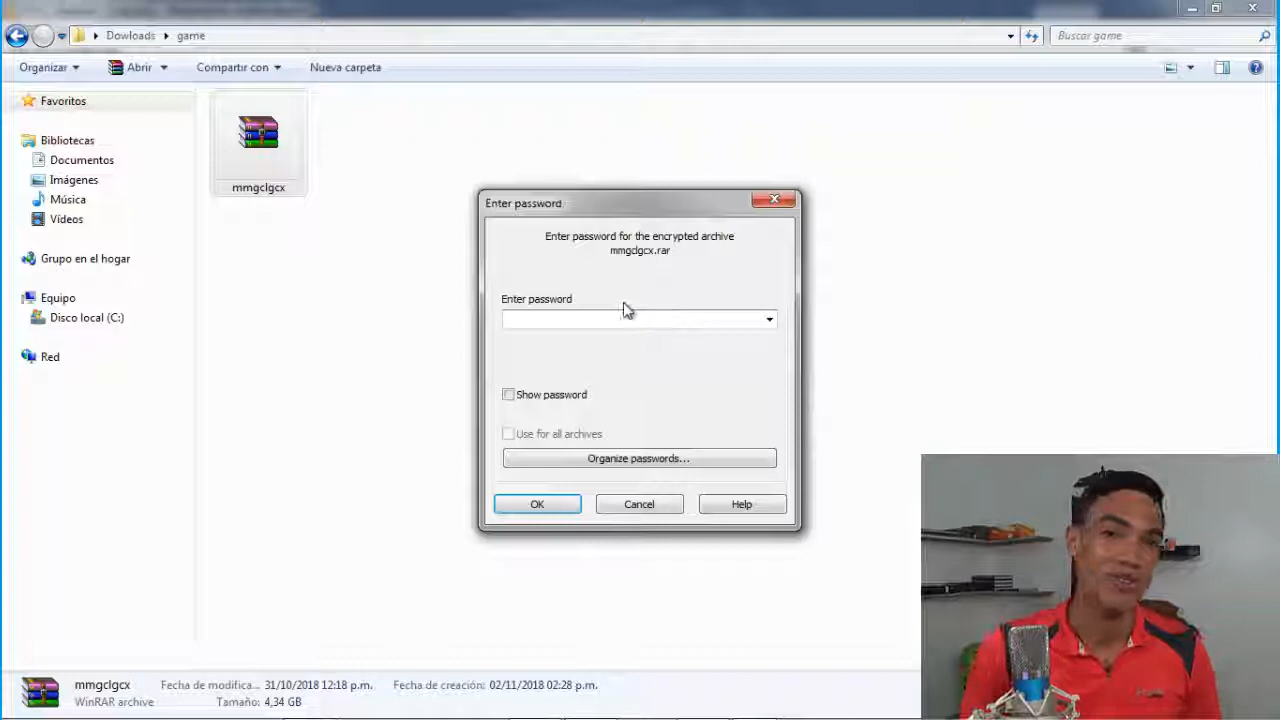 Dowloads
game
Buscar game
Organizar
Abrir
Compartir con
Nueva carpeta
Favoritos
Bibliotecas
Documentos
Imágenes
Música
Vídeos
Grupo en el hogar
Equipo
Disco local (C:)
Red
mmgclgcx
Enter password
Enter password for the encrypted archive
mmgclgcx.rar
Enter password
Show password
Use for all archives
Organize passwords...
OK
Cancel
Help
mmgclgcx
Fecha de modifica... 31/10/2018 12:18 p.m.
Fecha de creación: 02/11/2018 02:28 p.m.
WinRAR archive
Tamaño: 4,34 GB